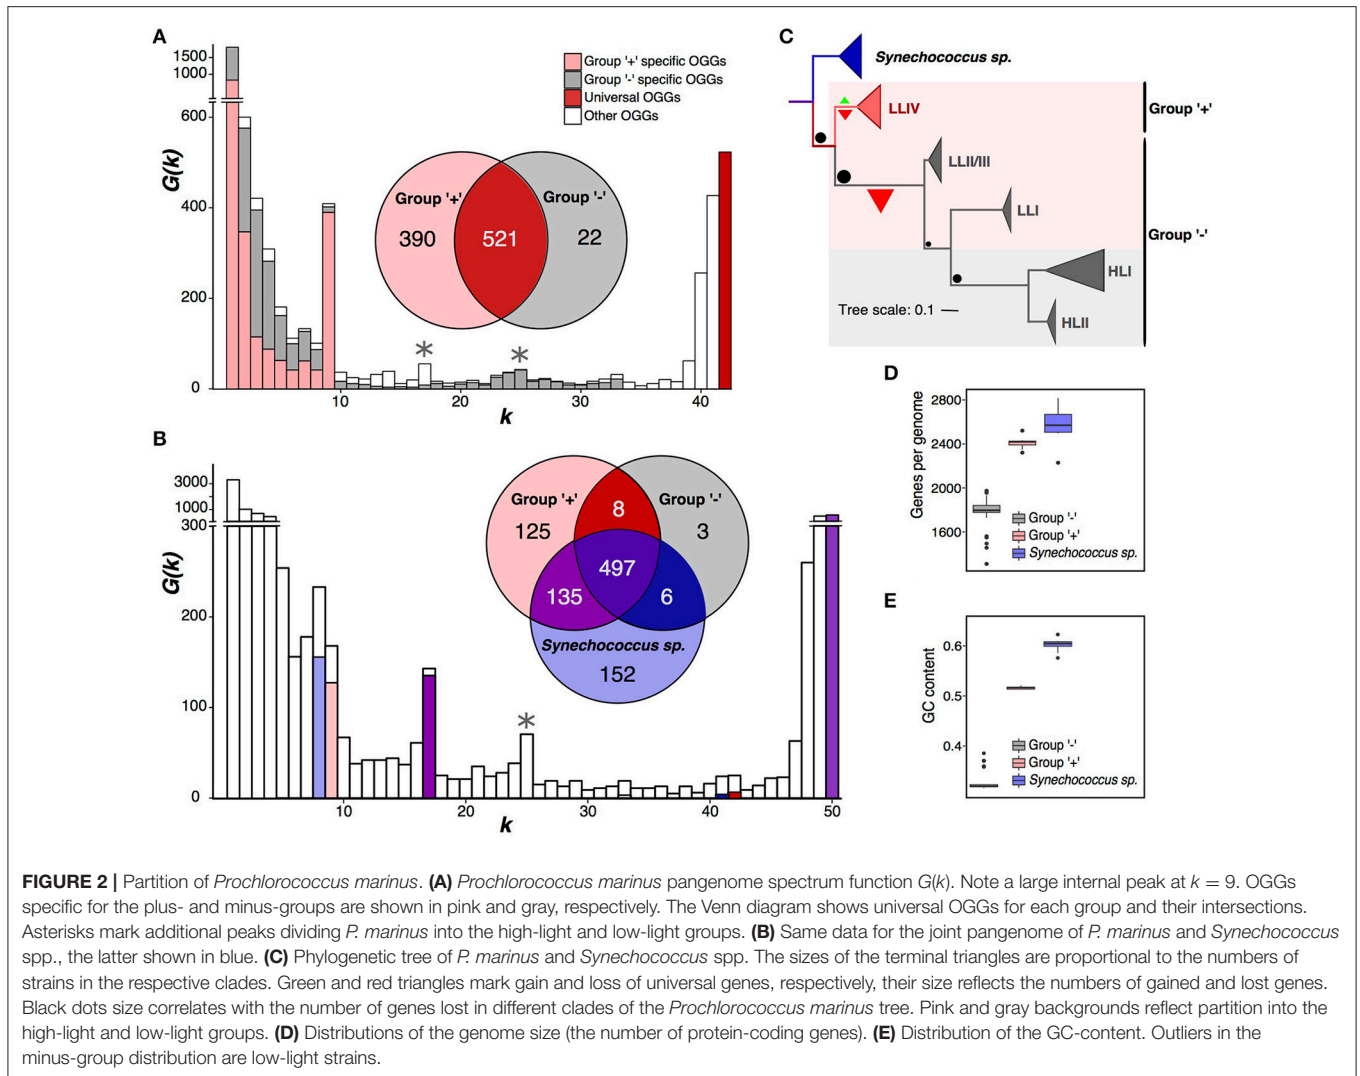 A
1500
1000
600
400
200
0
G(k)
10
20
30
40
k
Group '+' specific OGGs
Group '-' specific OGGs
Universal OGGs
Other OGGs
Group '+'
Group '-'
390
521
22
*
*
B
3000
1000
300
200
100
0
G(k)
10
20
30
40
50
k
Group '+'
Group '-'
125
8
3
497
135
6
Synechococcus sp.
152
*
C
Synechococcus sp.
LLIV
Group '+'
LLII/III
LLI
Group '-'
HLI
Tree scale: 0.1
HLII
D
2800
2400
2000
1600
Genes per genome
Group '-'
Group '+'
Synechococcus sp.
E
0.6
0.5
0.4
GC content
Group '-'
Group '+'
Synechococcus sp.
FIGURE 2 | Partition of Prochlorococcus marinus. (A) Prochlorococcus marinus pangenome spectrum function G(k). Note a large internal peak at k = 9. OGGs
specific for the plus- and minus-groups are shown in pink and gray, respectively. The Venn diagram shows universal OGGs for each group and their intersections.
Asterisks mark additional peaks dividing P. marinus into the high-light and low-light groups. (B) Same data for the joint pangenome of P. marinus and Synechococcus
spp., the latter shown in blue. (C) Phylogenetic tree of P. marinus and Synechococcus spp. The sizes of the terminal triangles are proportional to the numbers of
strains in the respective clades. Green and red triangles mark gain and loss of universal genes, respectively, their size reflects the numbers of gained and lost genes.
Black dots size correlates with the number of genes lost in different clades of the Prochlorococcus marinus tree. Pink and gray backgrounds reflect partition into the
high-light and low-light groups. (D) Distributions of the genome size (the number of protein-coding genes). (E) Distribution of the GC-content. Outliers in the
minus-group distribution are low-light strains.